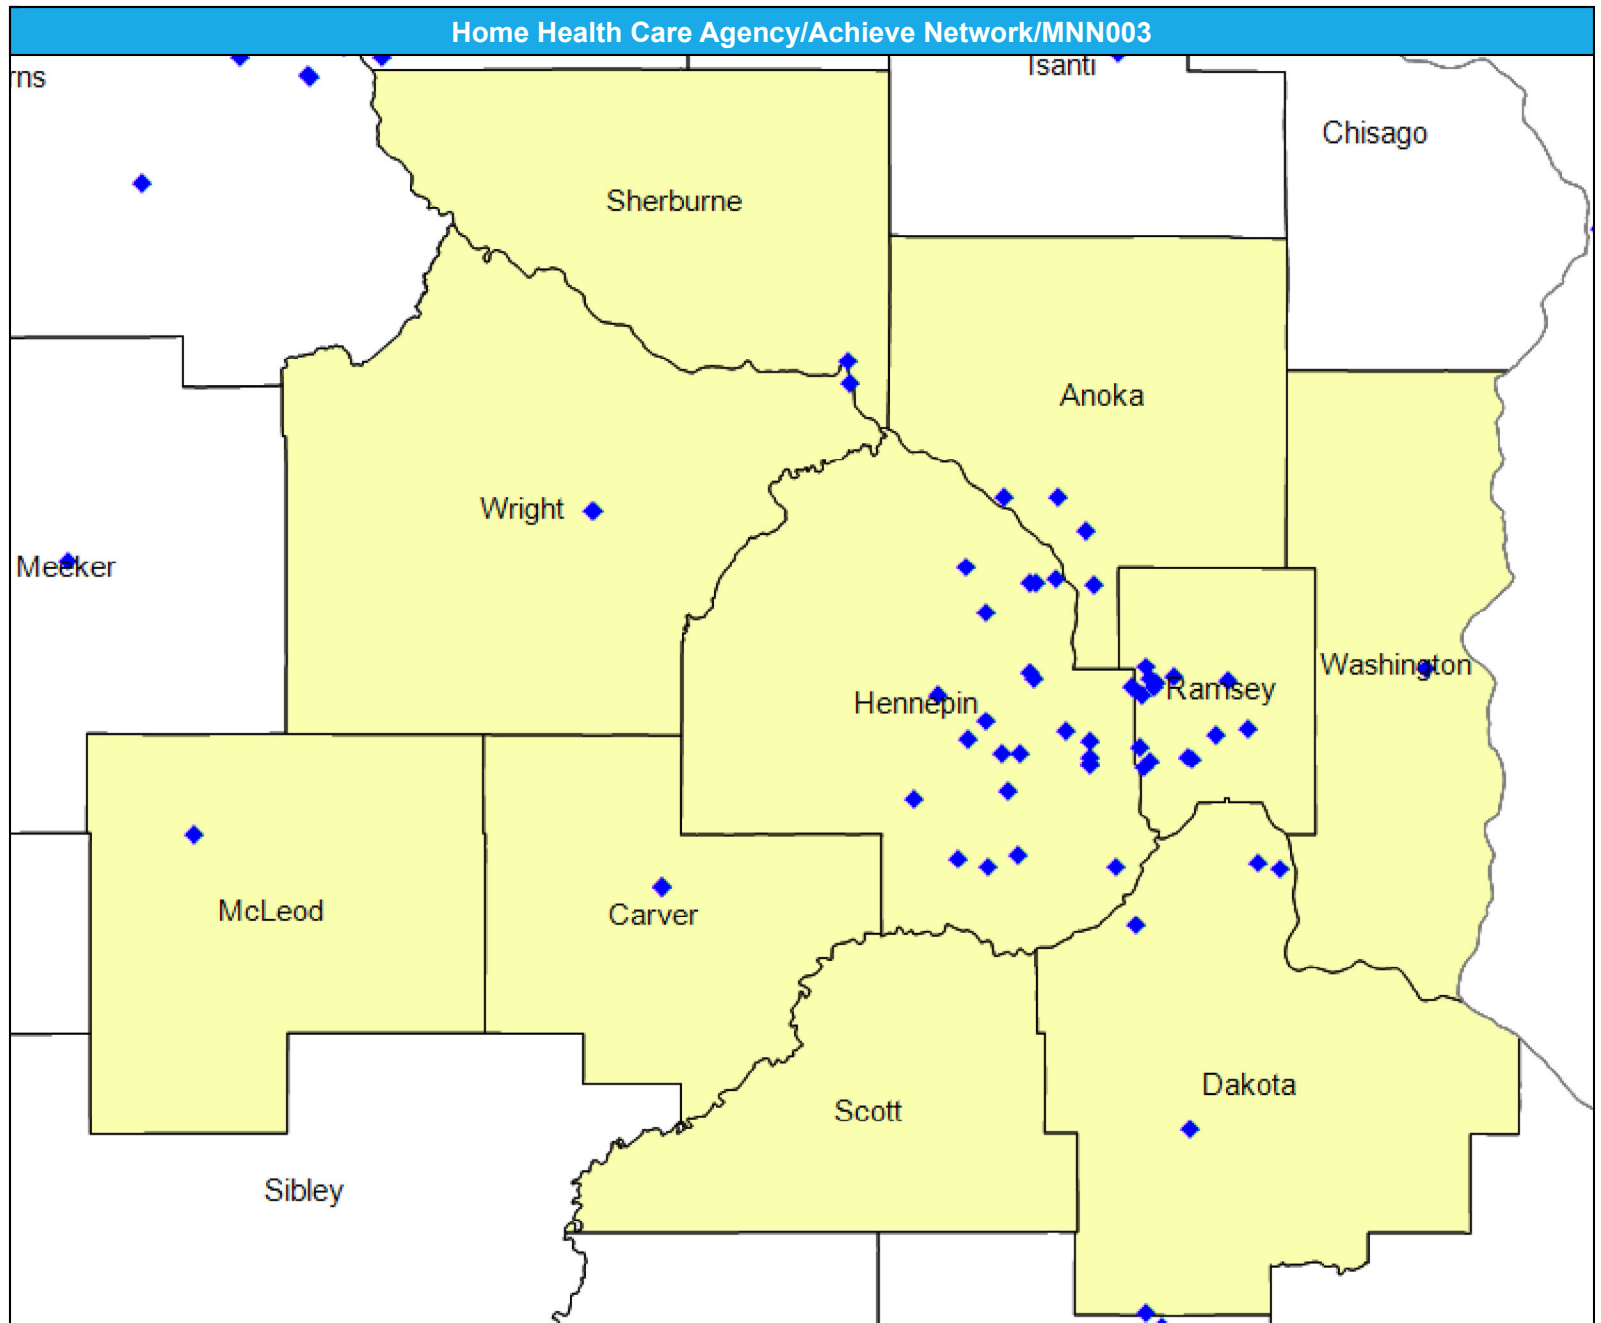 Home Health Care Agency/Achieve Network/MNN003
rns
Isanti
Chisago
Sherburne
Anoka
Wright
Meeker
Washington
Ramsey
Hennepin
McLeod
Carver
Dakota
Scott
Sibley